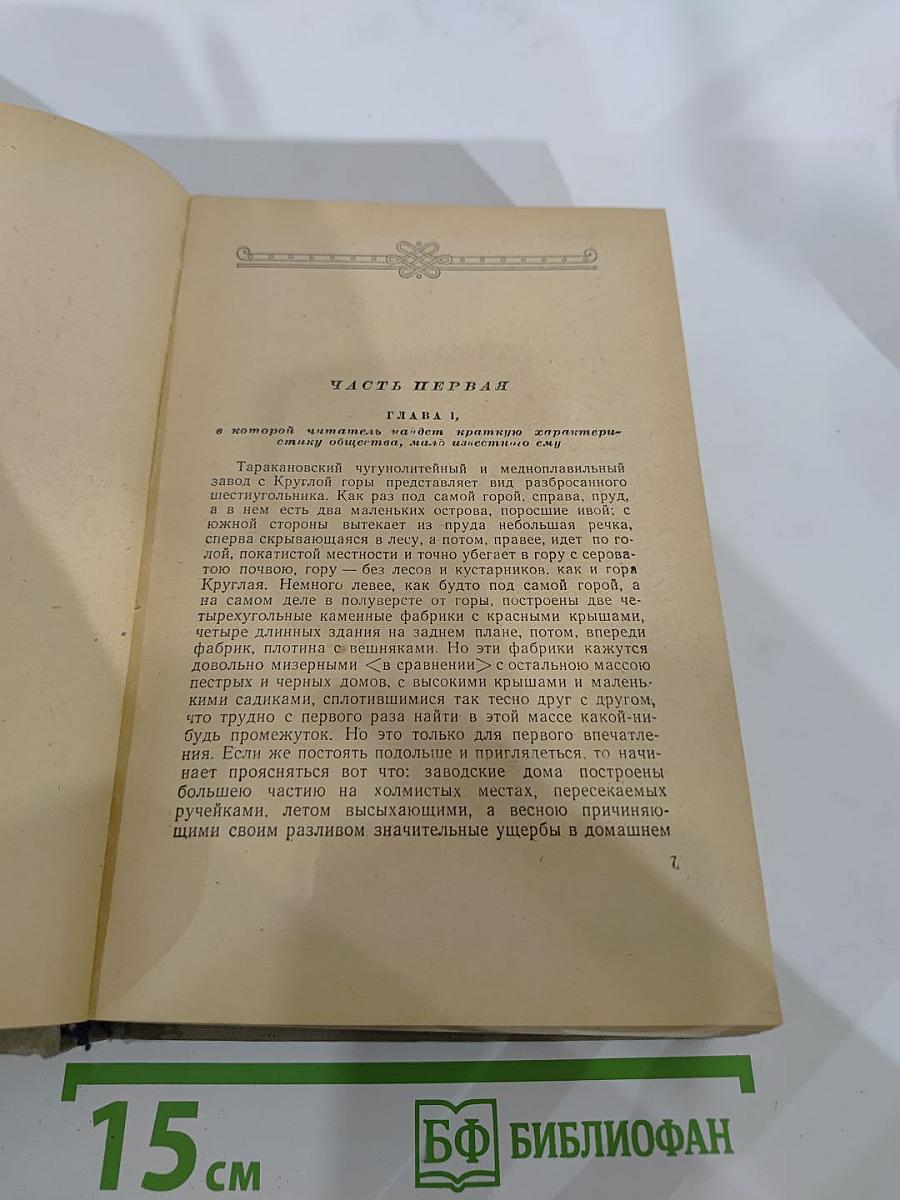 ЧАСТЬ ПЕРВАЯ
ГЛАВА 1,
в которой читатель найдет краткую характери-
стику общества, мало известного ему
Таракановский чугунолитейный и медноплавильный
завод с Круглой горы представляет вид разбросанного
шестиугольника. Как раз под самой горой, справа, пруд,
а в нем есть два маленьких острова, поросшие ивой; с
южной стороны вытекает из пруда небольшая речка,
сперва скрывающаяся в лесу, а потом, правее, идет по го-
лой, покатистой местности и точно убегает в гору с серова-
тою почвою, гору — без лесов и кустарников, как и гора
Круглая. Немного левее, как будто под самой горой, а
на самом деле в полуверсте от горы, построены две че-
тырехугольные каменные фабрики с красными крышами,
четыре длинных здания на заднем плане, потом, впереди
фабрик, плотина с вешняками. Но эти фабрики кажутся
довольно мизерными <в сравнении> с остальною массою
пестрых и черных домов, с высокими крышами и малень-
кими садиками, сплотившимися так тесно друг с другом,
что трудно с первого раза найти в этой массе какой-ни-
будь промежуток. Но это только для первого впечатле-
ния. Если же постоять подольше и приглядеться, то начи-
нает проясняться вот что: заводские дома построены
большею частию на холмистых местах, пересекаемых
ручейками, летом высыхающими, а весною причиняю-
щими своим разливом значительные ущербы в домашнем
7
15 см
БФ БИБЛИОФАН